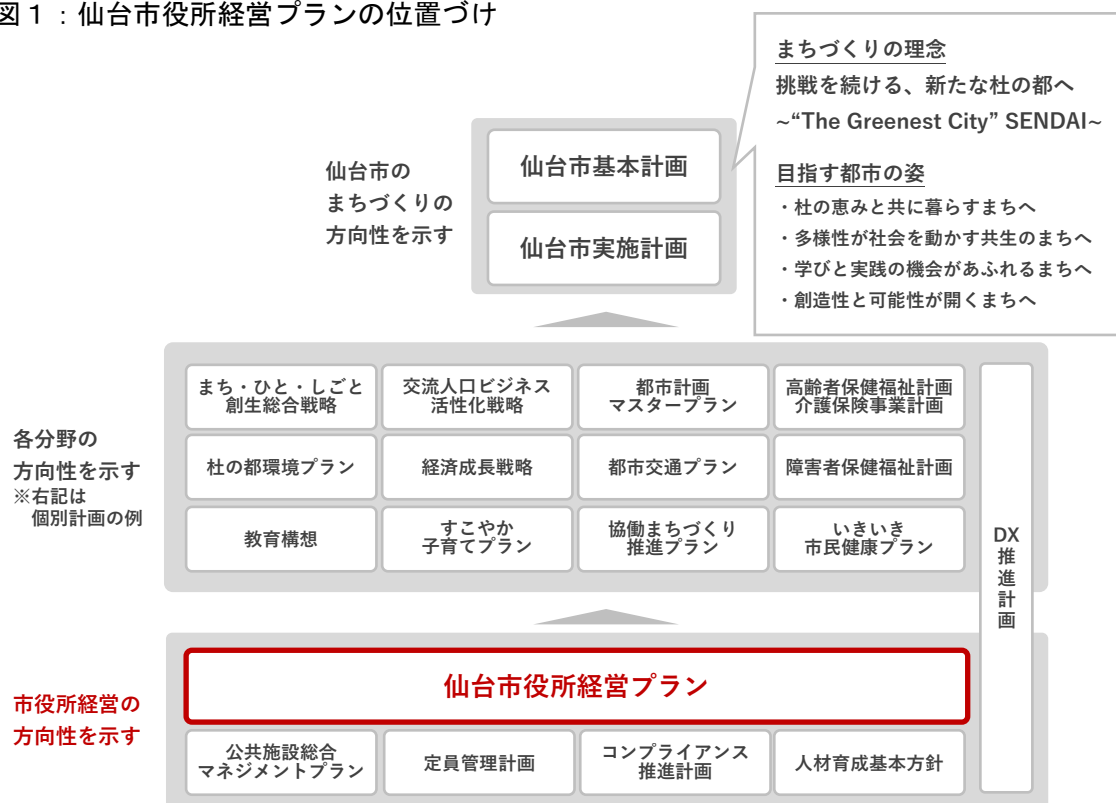 図１：仙台市役所経営プランの位置づけ
まちづくりの理念
挑戦を続ける、新たな杜の都へ
~“The Greenest City” SENDAI~
目指す都市の姿
・杜の恵みと共に暮らすまちへ
・多様性が社会を動かす共生のまちへ
・学びと実践の機会があふれるまちへ
・創造性と可能性が開くまちへ
仙台市の
まちづくりの
方向性を示す
仙台市基本計画
仙台市実施計画
各分野の
方向性を示す
※右記は
個別計画の例
まち・ひと・しごと
創生総合戦略
交流人口ビジネス
活性化戦略
都市計画
マスタープラン
高齢者保健福祉計画
介護保険事業計画
杜の都環境プラン
経済成長戦略
都市交通プラン
障害者保健福祉計画
教育構想
すこやか
子育てプラン
協働まちづくり
推進プラン
いきいき
市民健康プラン
DX
推
進
計
画
市役所経営の
方向性を示す
仙台市役所経営プラン
公共施設総合
マネジメントプラン
定員管理計画
コンプライアンス
推進計画
人材育成基本方針